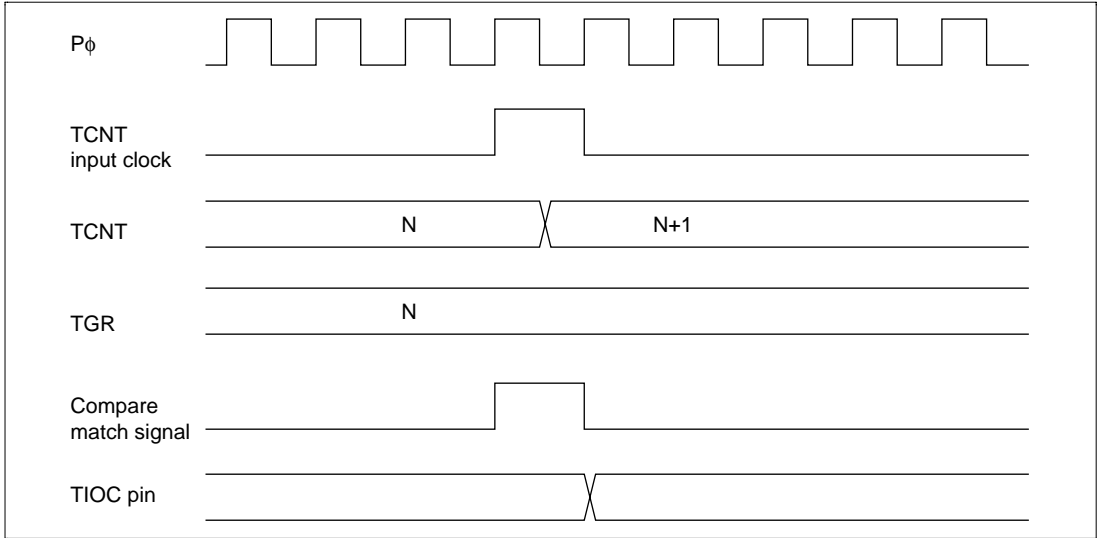 Pϕ
TCNT
input clock
TCNT
N
N+1
TGR
N
Compare
match signal
TIOC pin